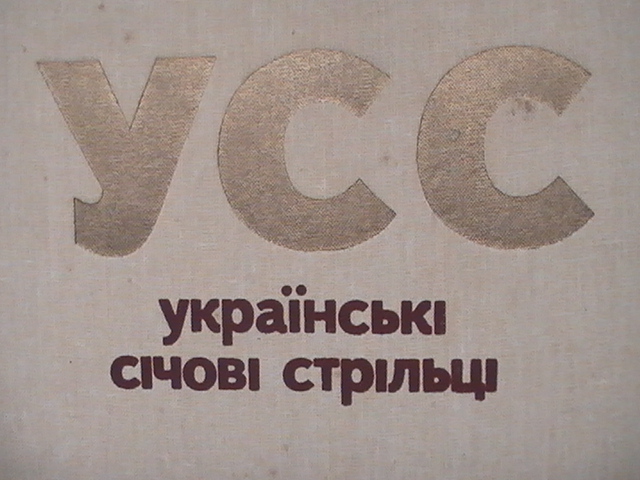 УСС
українські
січові стрільці